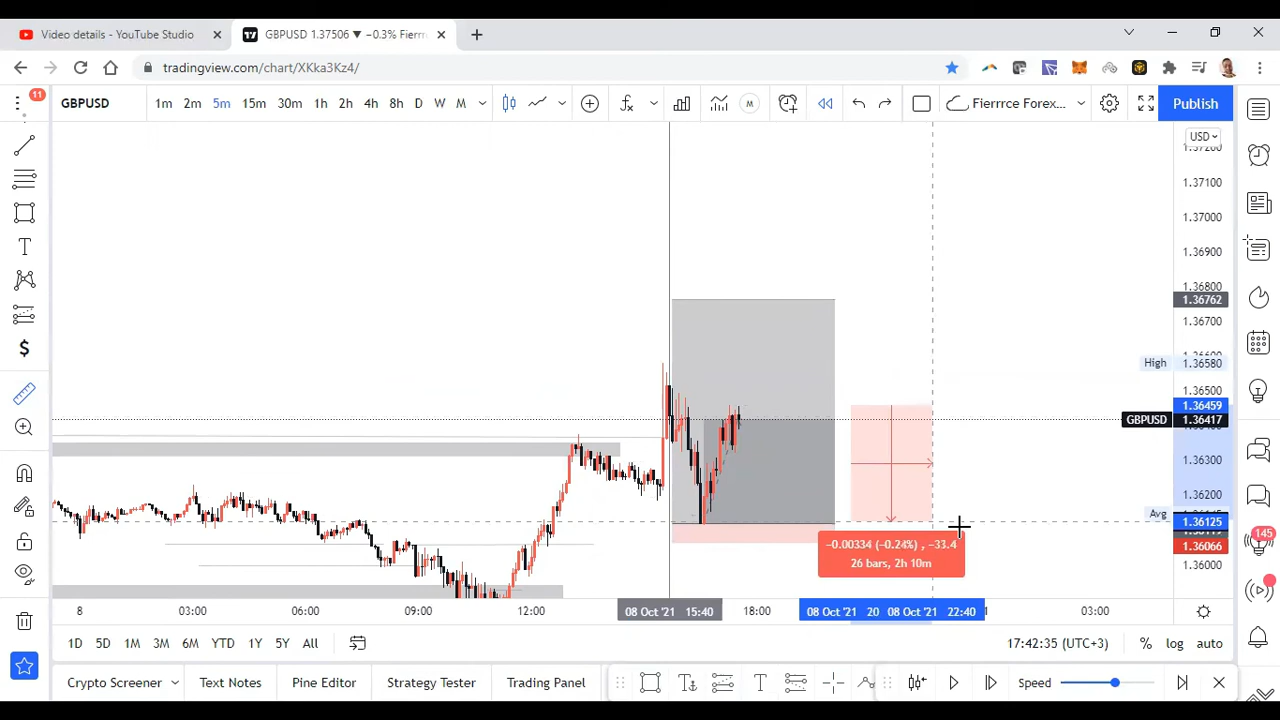 Video details - YouTube Studio
GBPUSD 1.37506 ▼ −0.3% Fierrr
tradingview.com/chart/XKka3Kz4/
11
GBPUSD
1m 2m 5m 15m 30m 1h 2h 4h 8h D W M
M
Fierrrce Forex...
Publish
USD
1.37200
1.37100
1.37000
1.36900
1.36800
1.36762
1.36700
High 1.36580
1.36500
1.36459
GBPUSD 1.36417
1.36300
1.36200
Avg
1.36125
1.36066
1.36000
−0.00334 (−0.24%) , −33.4
26 bars, 2h 10m
8 03:00 06:00 09:00 12:00 08 Oct '21 15:40 18:00 08 Oct '21 20 08 Oct '21 22:40 03:00
145
1D 5D 1M 3M 6M YTD 1Y 5Y All
17:42:35 (UTC+3) % log auto
Crypto Screener Text Notes Pine Editor Strategy Tester Trading Panel
Speed